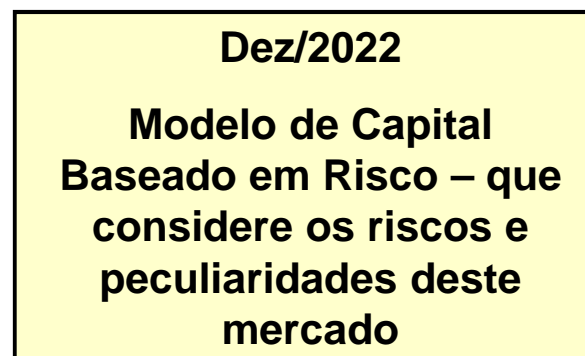 Dez/2022
Modelo de Capital
Baseado em Risco – que
considere os riscos e
peculiaridades deste
mercado